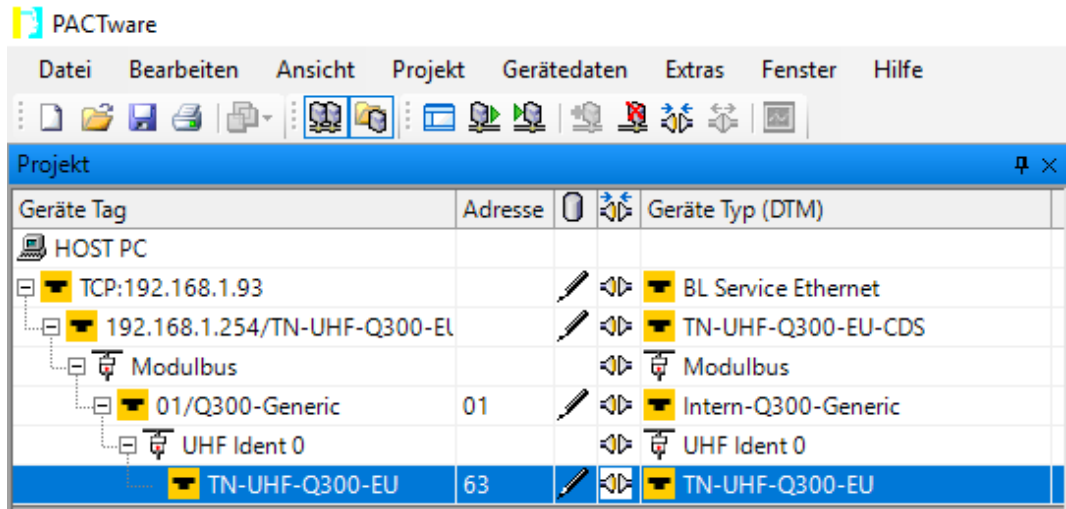 PACTware
Datei Bearbeiten Ansicht Projekt Gerätedaten Extras Fenster Hilfe
Projekt
Geräte Tag Adresse Geräte Typ (DTM)
HOST PC
TCP:192.168.1.93 BL Service Ethernet
192.168.1.254/TN-UHF-Q300-EU TN-UHF-Q300-EU-CDS
Modulbus Modulbus
01/Q300-Generic 01 Intern-Q300-Generic
UHF Ident 0 UHF Ident 0
TN-UHF-Q300-EU 63 TN-UHF-Q300-EU